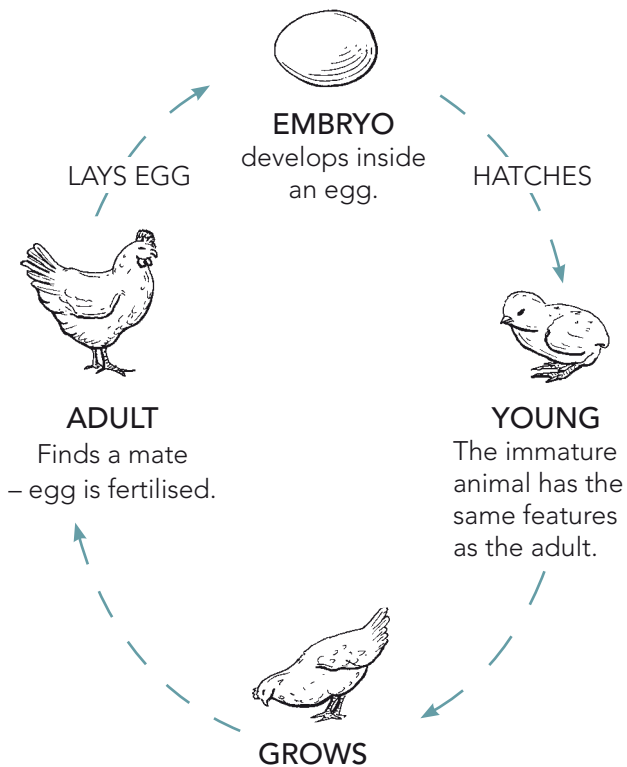 EMBRYO
develops inside
an egg.
HATCHES
YOUNG
The immature
animal has the
same features
as the adult.
GROWS
ADULT
Finds a mate
– egg is fertilised.
LAYS EGG